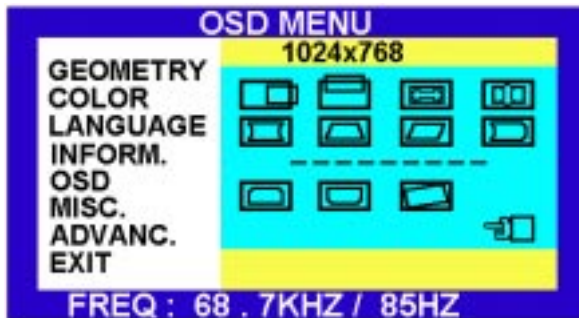 OSD MENU
1024x768
GEOMETRY
COLOR
LANGUAGE
INFORM.
OSD
MISC.
ADVANC.
EXIT
FREQ : 68 . 7KHZ / 85HZ